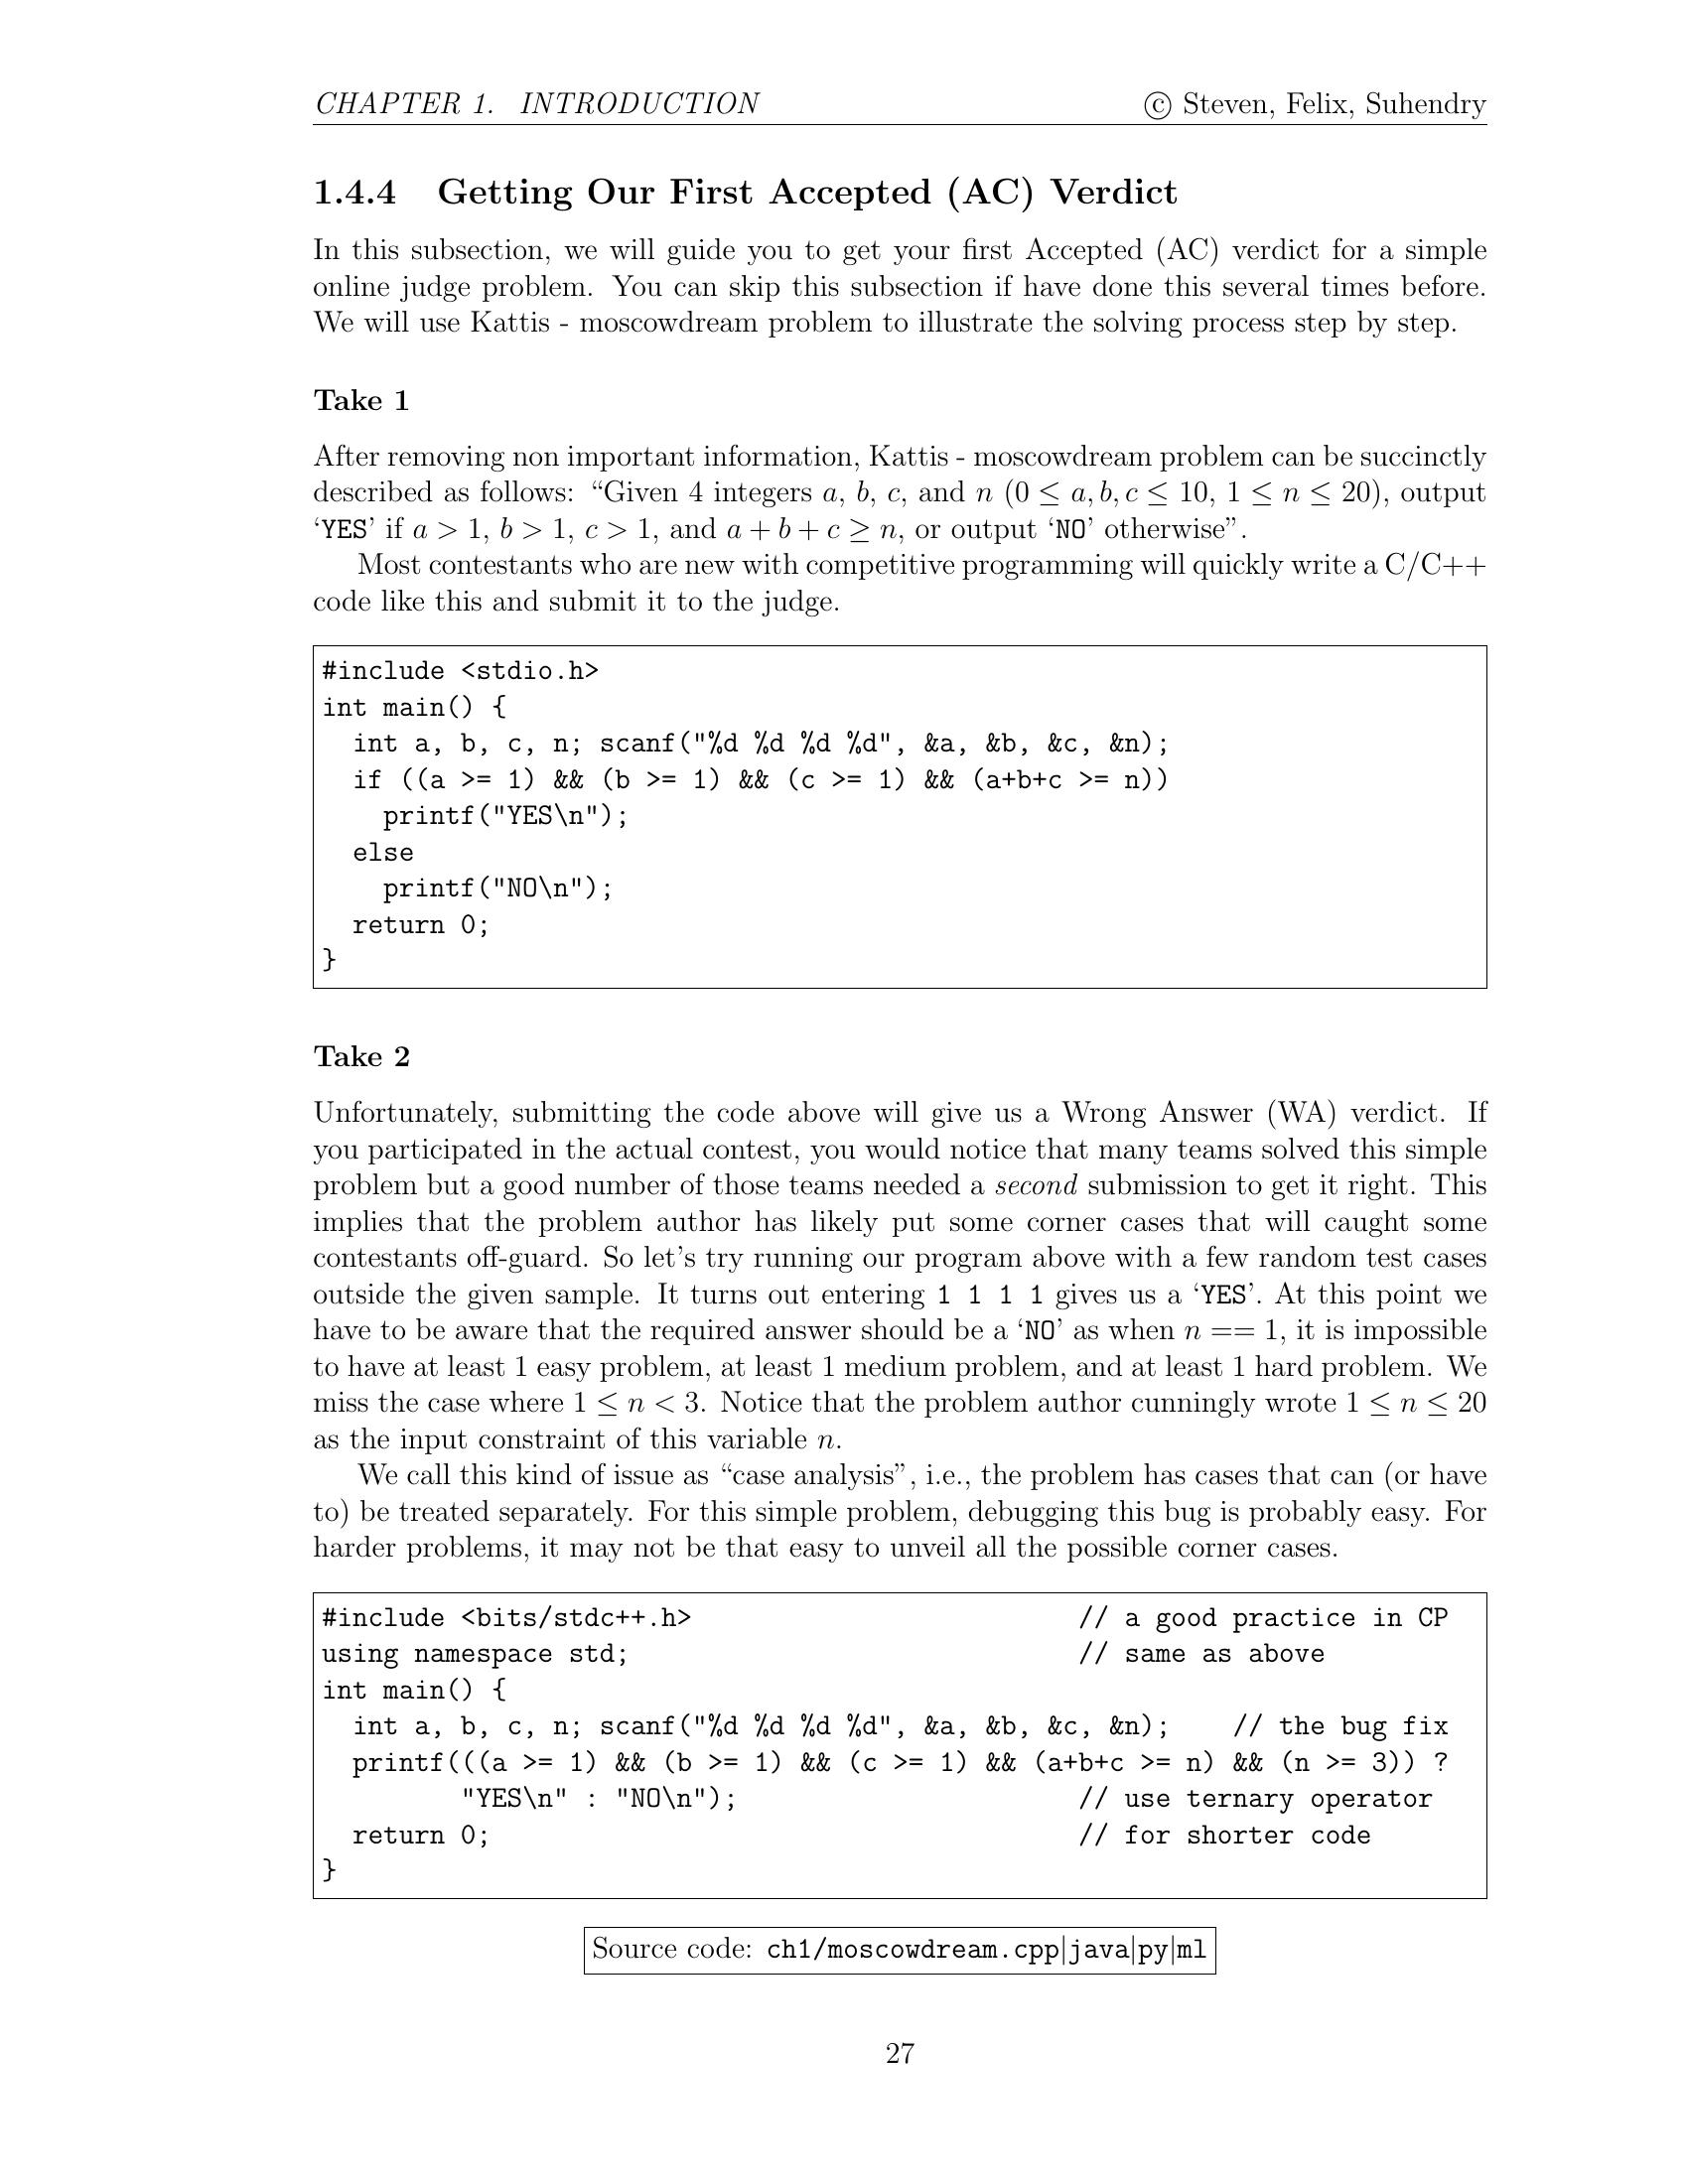 CHAPTER 1. INTRODUCTION © Steven, Felix, Suhendry
1.4.4 Getting Our First Accepted (AC) Verdict
In this subsection, we will guide you to get your first Accepted (AC) verdict for a simple
online judge problem. You can skip this subsection if have done this several times before.
We will use Kattis - moscowdream problem to illustrate the solving process step by step.
Take 1
After removing non important information, Kattis - moscowdream problem can be succinctly
described as follows: “Given 4 integers a, b, c, and n (0 ≤ a, b, c ≤ 10, 1 ≤ n ≤ 20), output
‘YES’ if a > 1, b > 1, c > 1, and a + b + c ≥ n, or output ‘NO’ otherwise”.
Most contestants who are new with competitive programming will quickly write a C/C++
code like this and submit it to the judge.
#include <stdio.h>
int main() {
  int a, b, c, n; scanf("%d %d %d %d", &a, &b, &c, &n);
  if ((a >= 1) && (b >= 1) && (c >= 1) && (a+b+c >= n))
    printf("YES\n");
  else
    printf("NO\n");
  return 0;
}
Take 2
Unfortunately, submitting the code above will give us a Wrong Answer (WA) verdict. If
you participated in the actual contest, you would notice that many teams solved this simple
problem but a good number of those teams needed a second submission to get it right. This
implies that the problem author has likely put some corner cases that will caught some
contestants off-guard. So let's try running our program above with a few random test cases
outside the given sample. It turns out entering 1 1 1 1 gives us a ‘YES’. At this point we
have to be aware that the required answer should be a ‘NO’ as when n == 1, it is impossible
to have at least 1 easy problem, at least 1 medium problem, and at least 1 hard problem. We
miss the case where 1 ≤ n < 3. Notice that the problem author cunningly wrote 1 ≤ n ≤ 20
as the input constraint of this variable n.
We call this kind of issue as “case analysis”, i.e., the problem has cases that can (or have
to) be treated separately. For this simple problem, debugging this bug is probably easy. For
harder problems, it may not be that easy to unveil all the possible corner cases.
#include <bits/stdc++.h>                         // a good practice in CP
using namespace std;                             // same as above
int main() {
  int a, b, c, n; scanf("%d %d %d %d", &a, &b, &c, &n);    // the bug fix
  printf(((a >= 1) && (b >= 1) && (c >= 1) && (a+b+c >= n) && (n >= 3)) ?
         "YES\n" : "NO\n");                      // use ternary operator
  return 0;                                      // for shorter code
}
Source code: ch1/moscowdream.cpp|java|py|ml
27